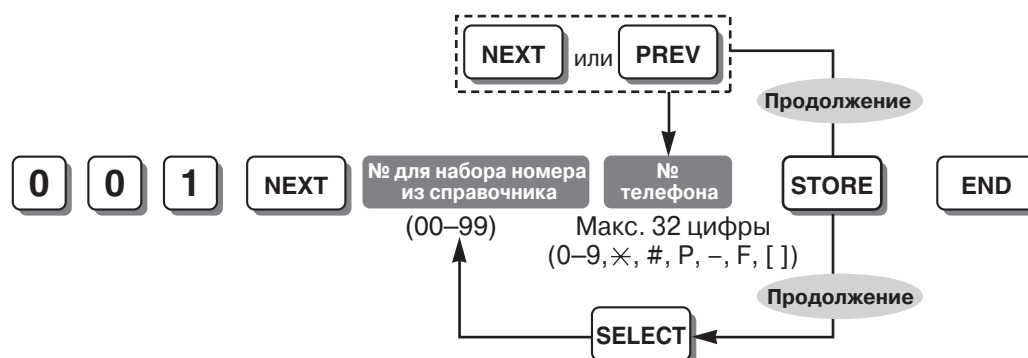 NEXT или PREV
Продолжение
0 0 1 NEXT № для набора номера из справочника № телефона STORE END
(00–99) Макс. 32 цифры
(0–9, ✳, #, P, –, F, [ ])
Продолжение
SELECT